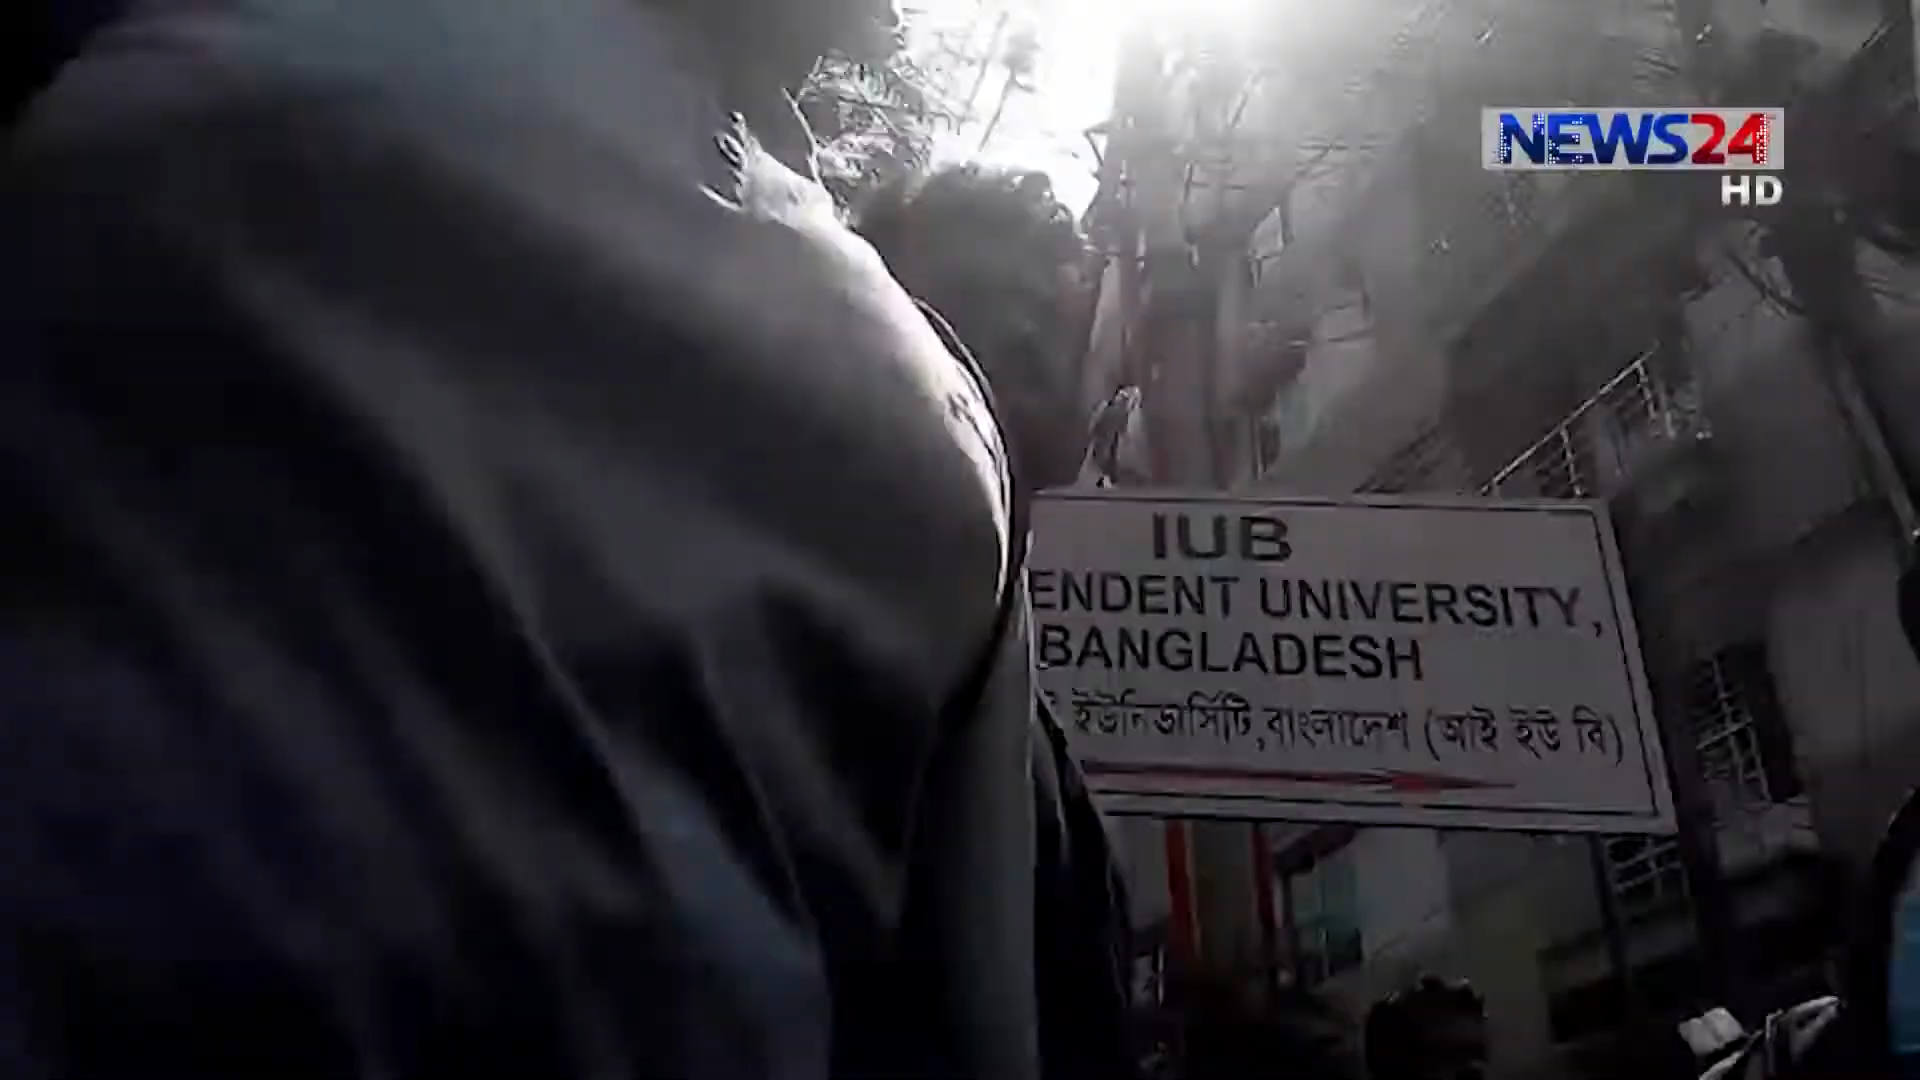 NEWS24
HD
IUB
ENDENT UNIVERSITY,
BANGLADESH
ইউনিভার্সিটি,বাংলাদেশ (আই ইউ বি)